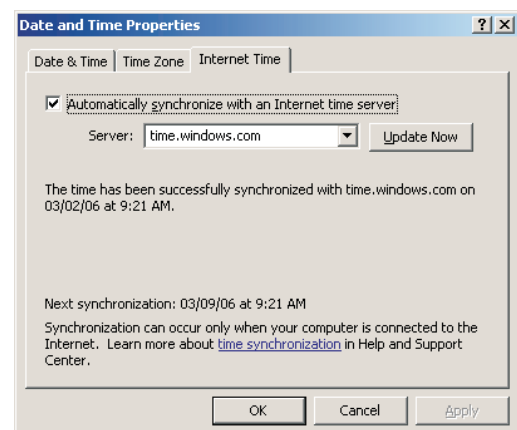 Date and Time Properties
Date & Time
Time Zone
Internet Time
Automatically synchronize with an Internet time server
Server:
time.windows.com
Update Now
The time has been successfully synchronized with time.windows.com on
03/02/06 at 9:21 AM.
Next synchronization: 03/09/06 at 9:21 AM
Synchronization can occur only when your computer is connected to the
Internet. Learn more about time synchronization in Help and Support
Center.
OK
Cancel
Apply